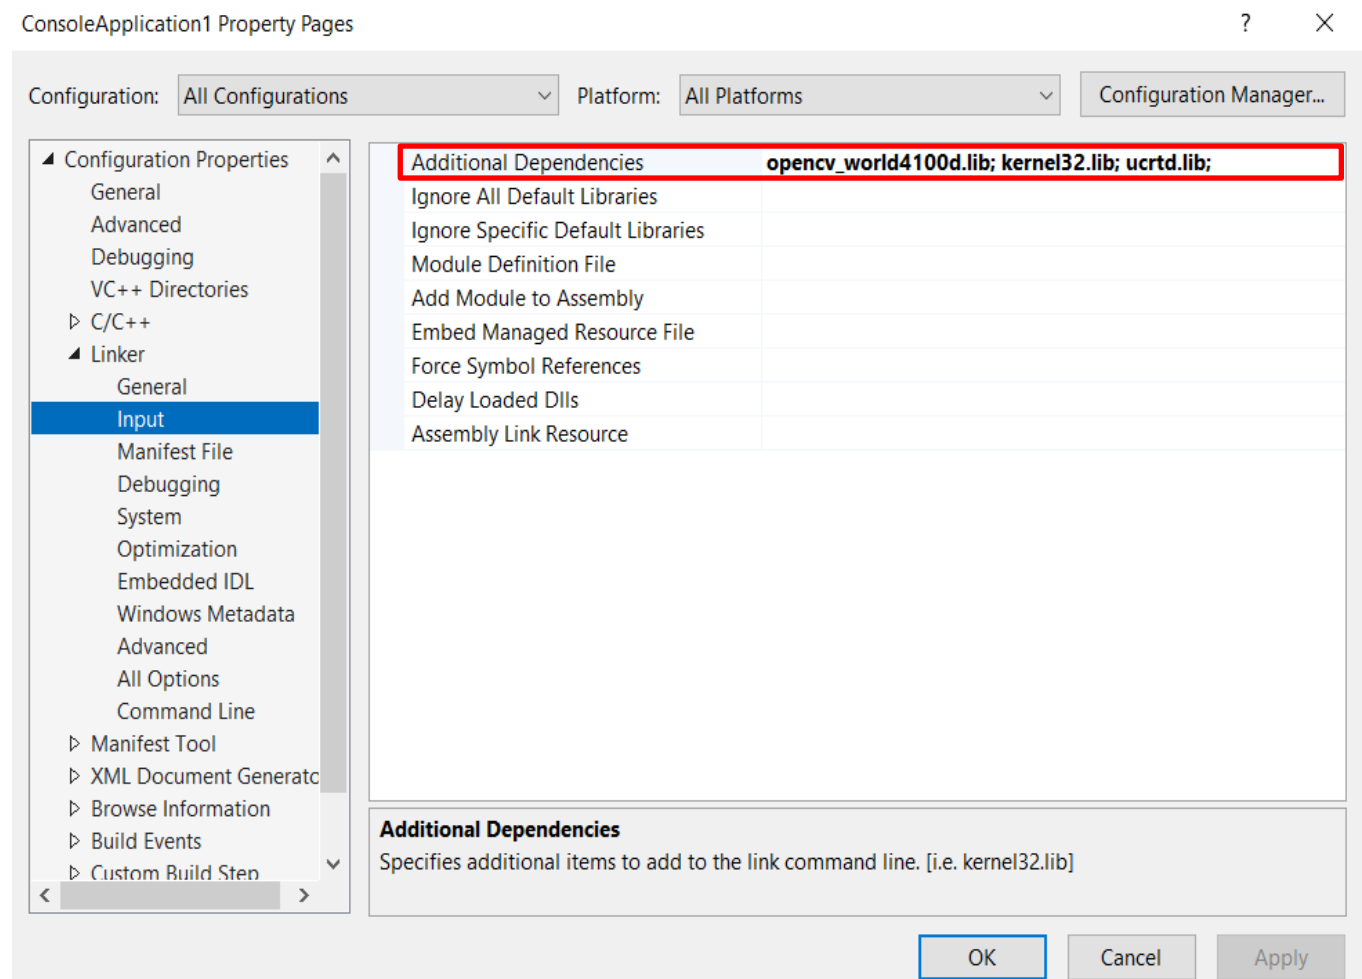 ConsoleApplication1 Property Pages ?
Configuration: All Configurations Platform: All Platforms Configuration Manager...
Configuration Properties
General
Advanced
Debugging
VC++ Directories
C/C++
Linker
General
Input
Manifest File
Debugging
System
Optimization
Embedded IDL
Windows Metadata
Advanced
All Options
Command Line
Manifest Tool
XML Document Generatc
Browse Information
Build Events
Custom Build Step
Additional Dependencies opencv_world4100d.lib; kernel32.lib; ucrtd.lib;
Ignore All Default Libraries
Ignore Specific Default Libraries
Module Definition File
Add Module to Assembly
Embed Managed Resource File
Force Symbol References
Delay Loaded Dlls
Assembly Link Resource
Additional Dependencies
Specifies additional items to add to the link command line. [i.e. kernel32.lib]
OK Cancel Apply